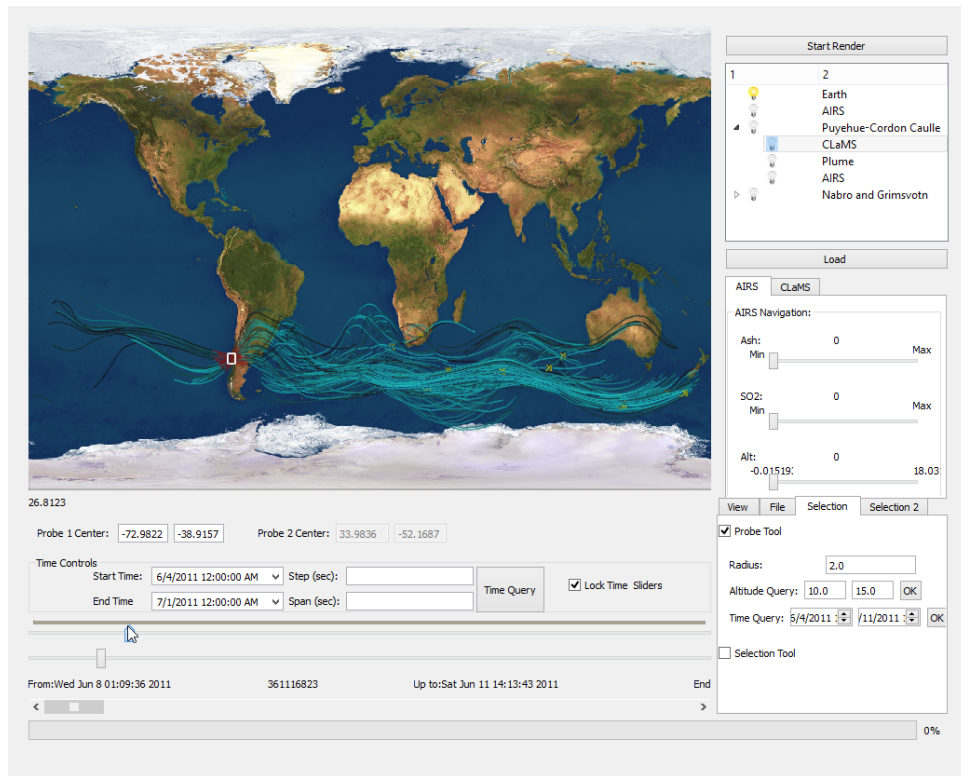 Start Render
1 2
Earth
AIRS
Puyehue-Cordon Caulle
CLaMS
Plume
AIRS
Nabro and Grimsvotn
Load
AIRS CLaMS
AIRS Navigation:
Ash: 0
Min Max
SO2: 0
Min Max
Alt: 0
-0.01519 18.03
26.8123
View File Selection Selection 2
Probe 1 Center: -72.9822 -38.9157 Probe 2 Center: 33.9836 -52.1687
Probe Tool
Time Controls
Start Time: 6/4/2011 12:00:00 AM Step (sec):
End Time 7/1/2011 12:00:00 AM Span (sec):
Time Query
Lock Time Sliders
Radius: 2.0
Altitude Query: 10.0 15.0 OK
Time Query: /4/2011 /11/2011 OK
Selection Tool
From:Wed Jun 8 01:09:36 2011 361116823 Up to:Sat Jun 11 14:13:43 2011 End
0%